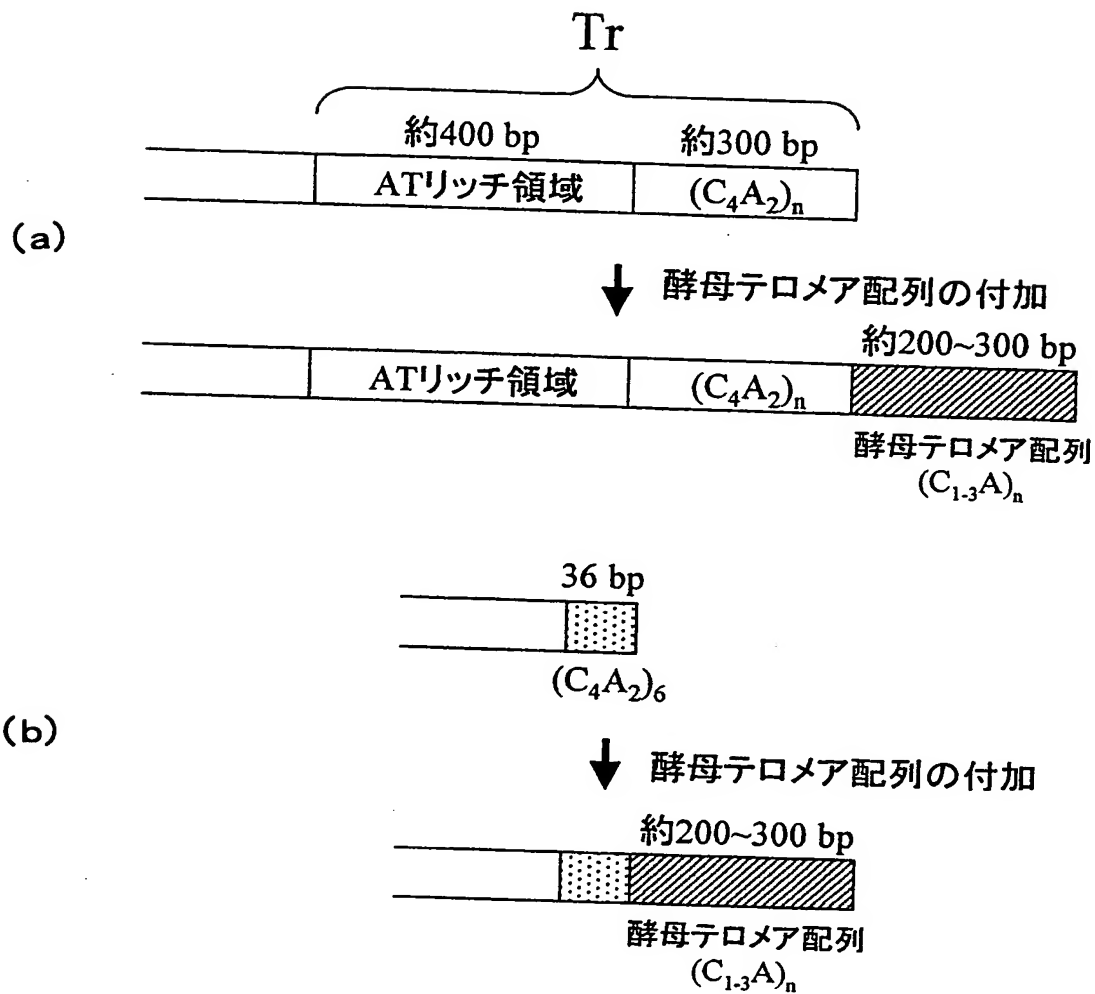 Tr
約400 bp 約300 bp
ATリッチ領域 (C₄A₂)ₙ
(a)
酵母テロメア配列の付加
約200~300 bp
ATリッチ領域 (C₄A₂)ₙ
酵母テロメア配列
(C₁₋₃A)ₙ
36 bp
(C₄A₂)₆
(b)
酵母テロメア配列の付加
約200~300 bp
酵母テロメア配列
(C₁₋₃A)ₙ